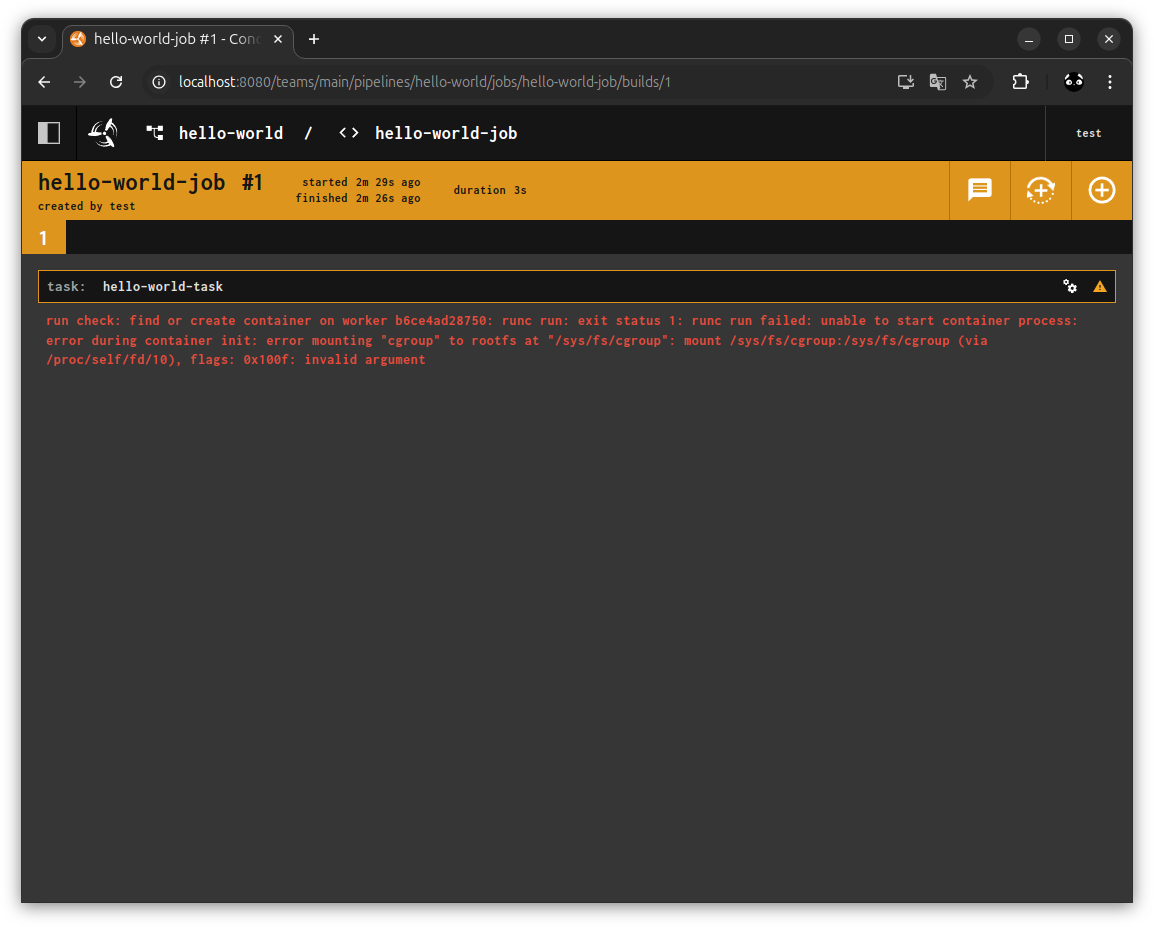 hello-world-job #1 - Conc
localhost:8080/teams/main/pipelines/hello-world/jobs/hello-world-job/builds/1
hello-world / hello-world-job
test
hello-world-job #1
created by test
started 2m 29s ago
finished 2m 26s ago
duration 3s
1
task: hello-world-task
run check: find or create container on worker b6ce4ad28750: runc run: exit status 1: runc run failed: unable to start container process:
error during container init: error mounting "cgroup" to rootfs at "/sys/fs/cgroup": mount /sys/fs/cgroup:/sys/fs/cgroup (via
/proc/self/fd/10), flags: 0x100f: invalid argument